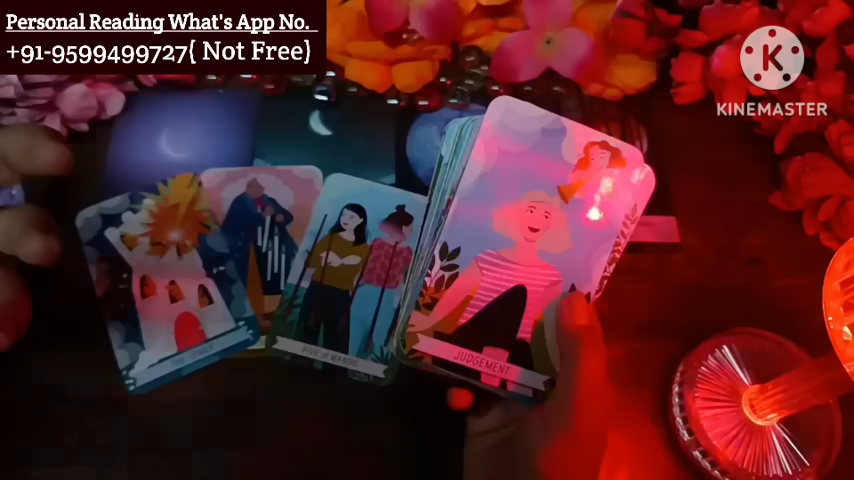 Personal Reading What's App No.
+91-9599499727( Not Free)
KINEMASTER
FIVE of WANDS
JUDGEMENT